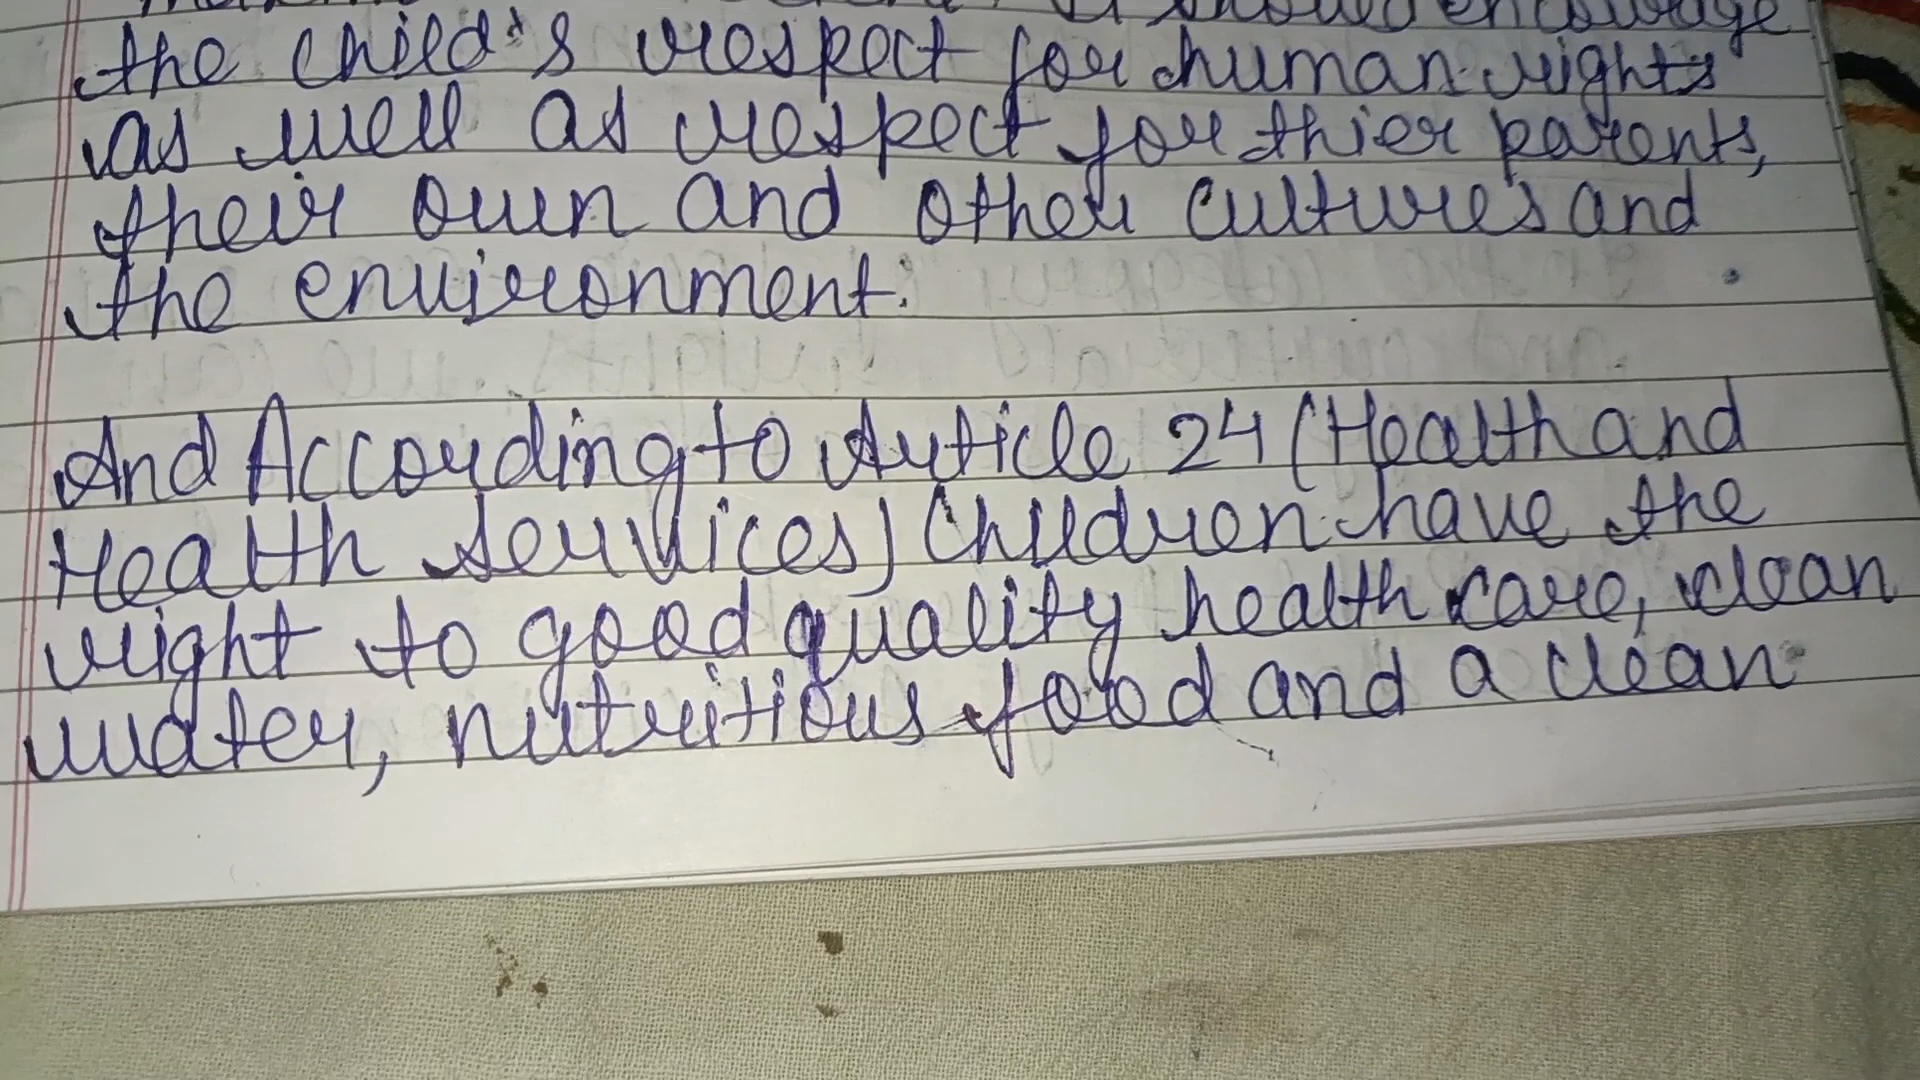 should encourage
the child's respect for human rights
as well as respect for thier parents,
their own and other cultures and
the environment.
And According to Article 24 (Health and
Health Services) Children have the
right to good quality health care, clean
water, nutritious food and a clean